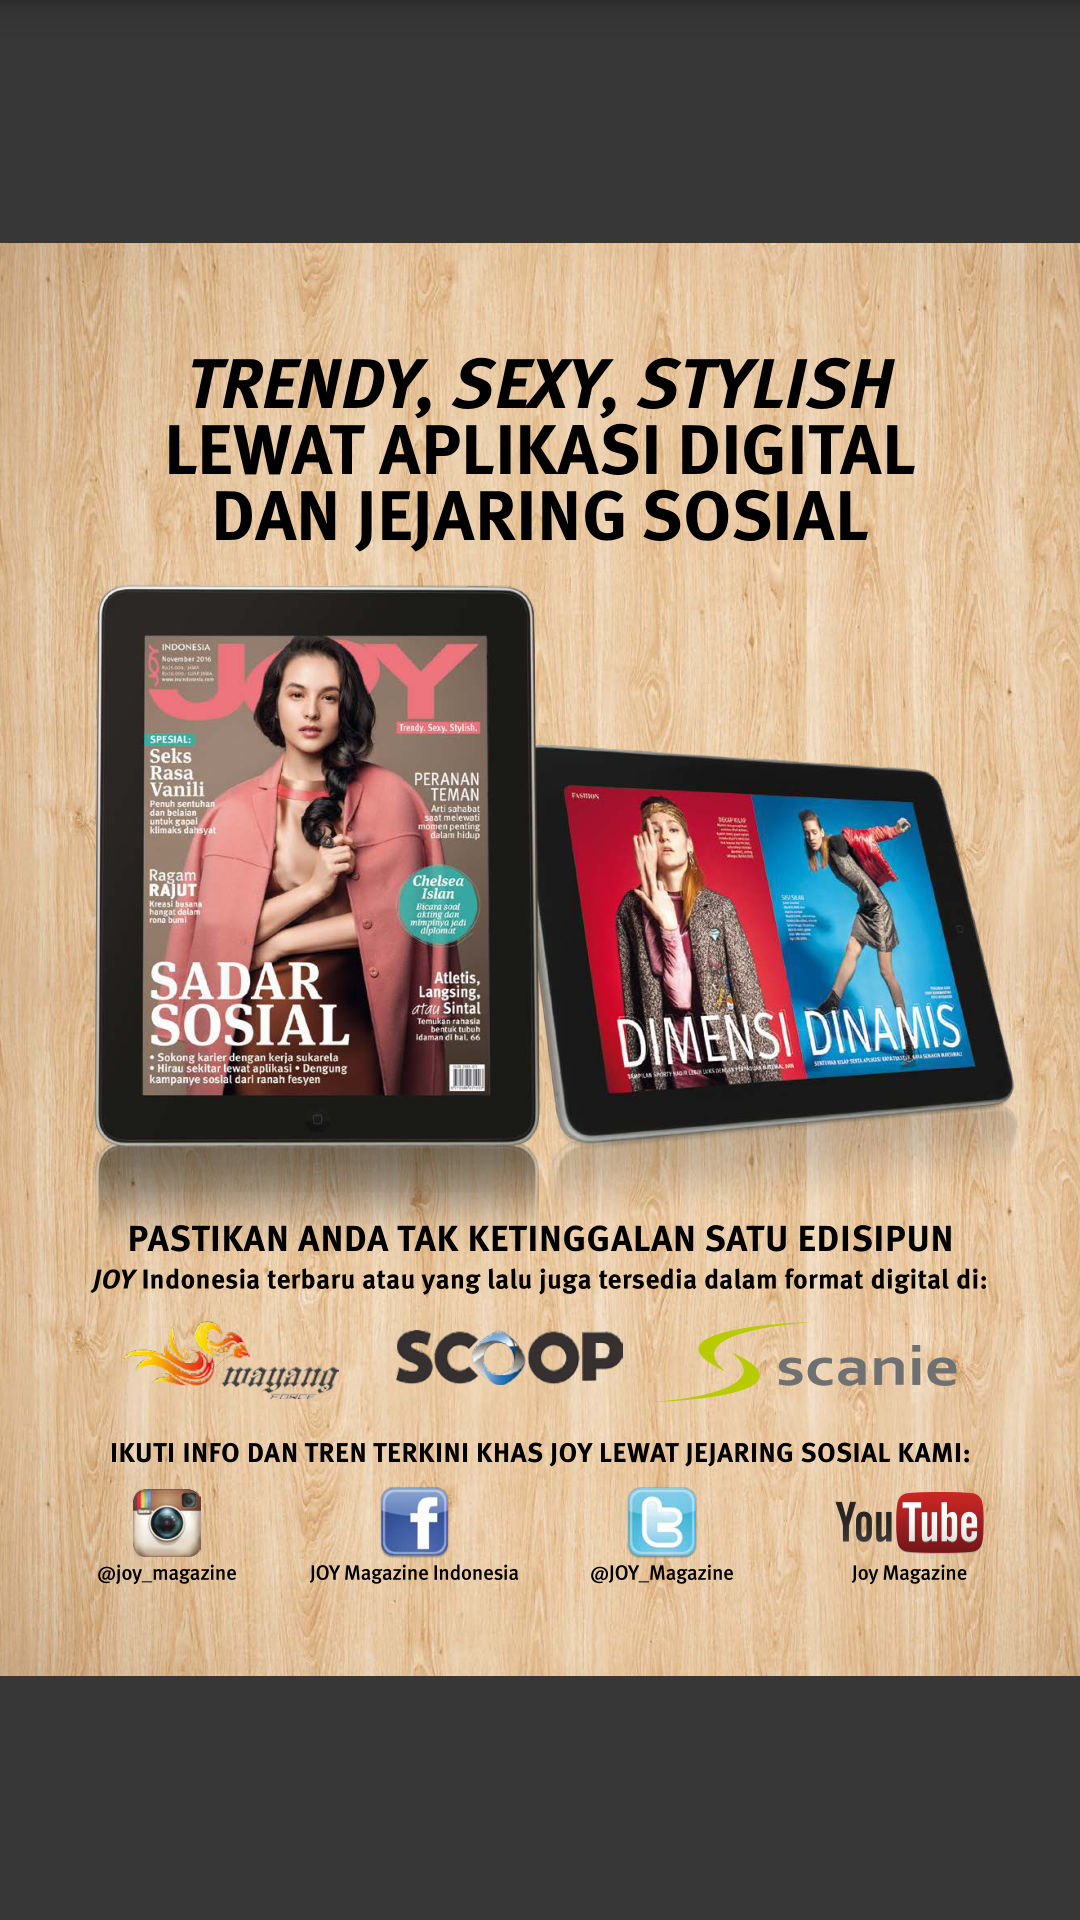 TRENDY, SEXY, STYLISH
LEWAT APLIKASI DIGITAL
DAN JEJARING SOSIAL
JOY
INDONESIA
November 2016
www.joyindonesia.com
JOY
Trendy. Sexy. Stylish.
SPESIAL:
Seks
Rasa
Vanili
Penuh sentuhan
dan belaian
untuk gapai
klimaks dahsyat
PERANAN
TEMAN
Arti sahabat
saat melewati
momen penting
dalam hidup
Ragam
RAJUT
Kreasi busana
hangat dalam
rona bumi
Chelsea
Islan
Bicara soal
akting dan
mimpinya jadi
diplomat
SADAR
SOSIAL
• Sokong karier dengan kerja sukarela
• Hirau sekitar lewat aplikasi • Dengung
kampanye sosial dari ranah fesyen
Atletis,
Langsing,
atau Sintal
Temukan rahasia
bentuk tubuh
idaman di hal. 66
FASHION
DIMENSI DINAMIS
PASTIKAN ANDA TAK KETINGGALAN SATU EDISIPUN
JOY Indonesia terbaru atau yang lalu juga tersedia dalam format digital di:
wayang
FORCE
SCOOP
scanie
IKUTI INFO DAN TREN TERKINI KHAS JOY LEWAT JEJARING SOSIAL KAMI:
YouTube
@joy_magazine
JOY Magazine Indonesia
@JOY_Magazine
Joy Magazine